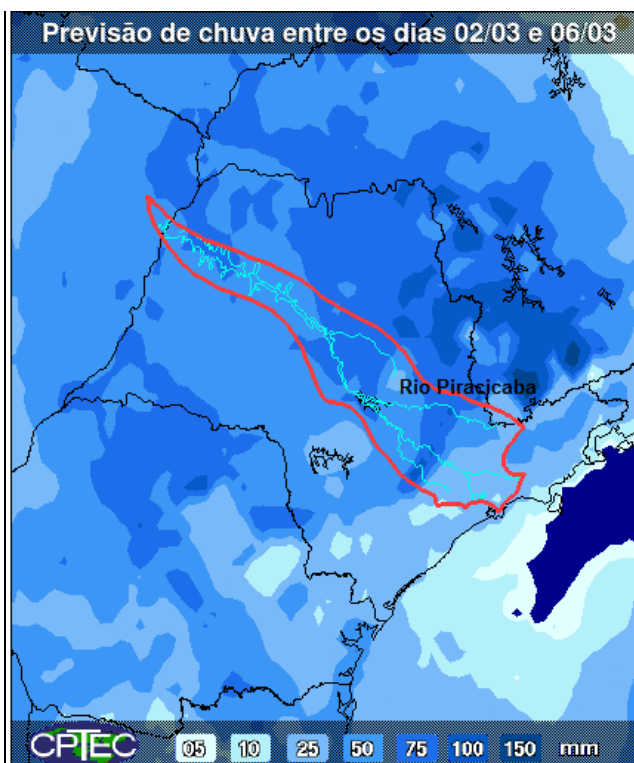 Previsão de chuva entre os dias 02/03 e 06/03
Rio Piracicaba
CPTEC 05 10 25 50 75 100 150 mm